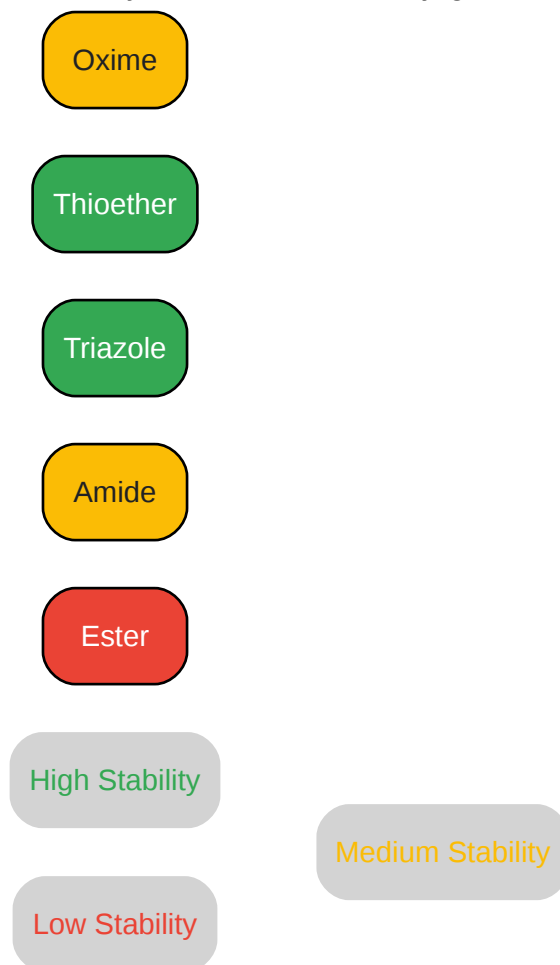 Oxime
Thioether
Triazole
Amide
Ester
High Stability
Medium Stability
Low Stability